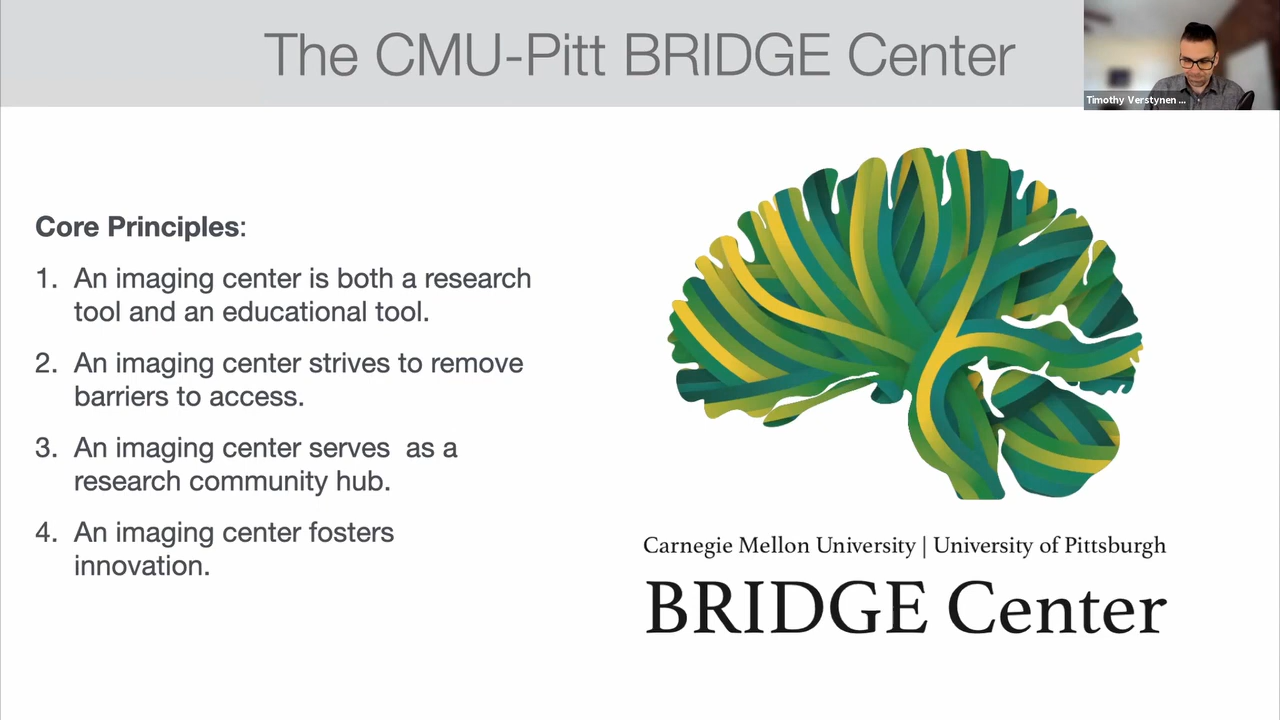 The CMU-Pitt BRIDGE Center
Timothy Verstynen ...
Core Principles:
1. An imaging center is both a research
tool and an educational tool.
2. An imaging center strives to remove
barriers to access.
3. An imaging center serves  as a
research community hub.
4. An imaging center fosters
innovation.
Carnegie Mellon University | University of Pittsburgh
BRIDGE Center